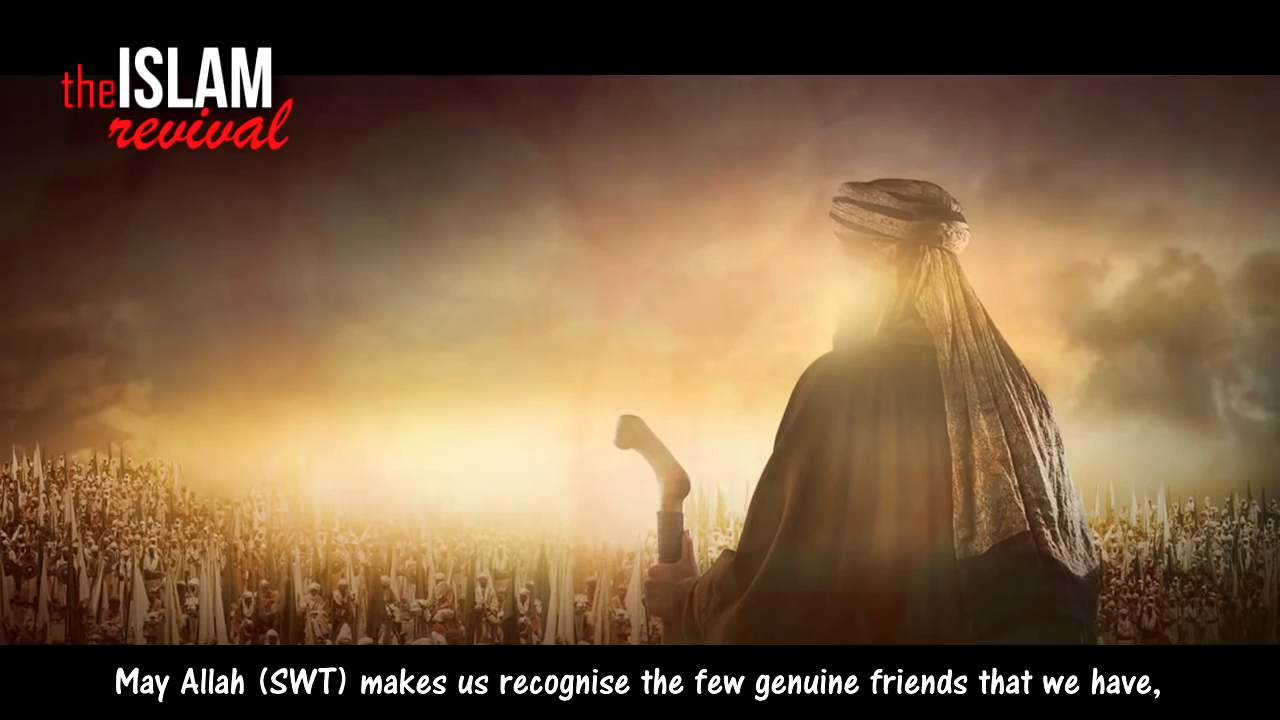 the ISLAM
revival
May Allah (SWT) makes us recognise the few genuine friends that we have,